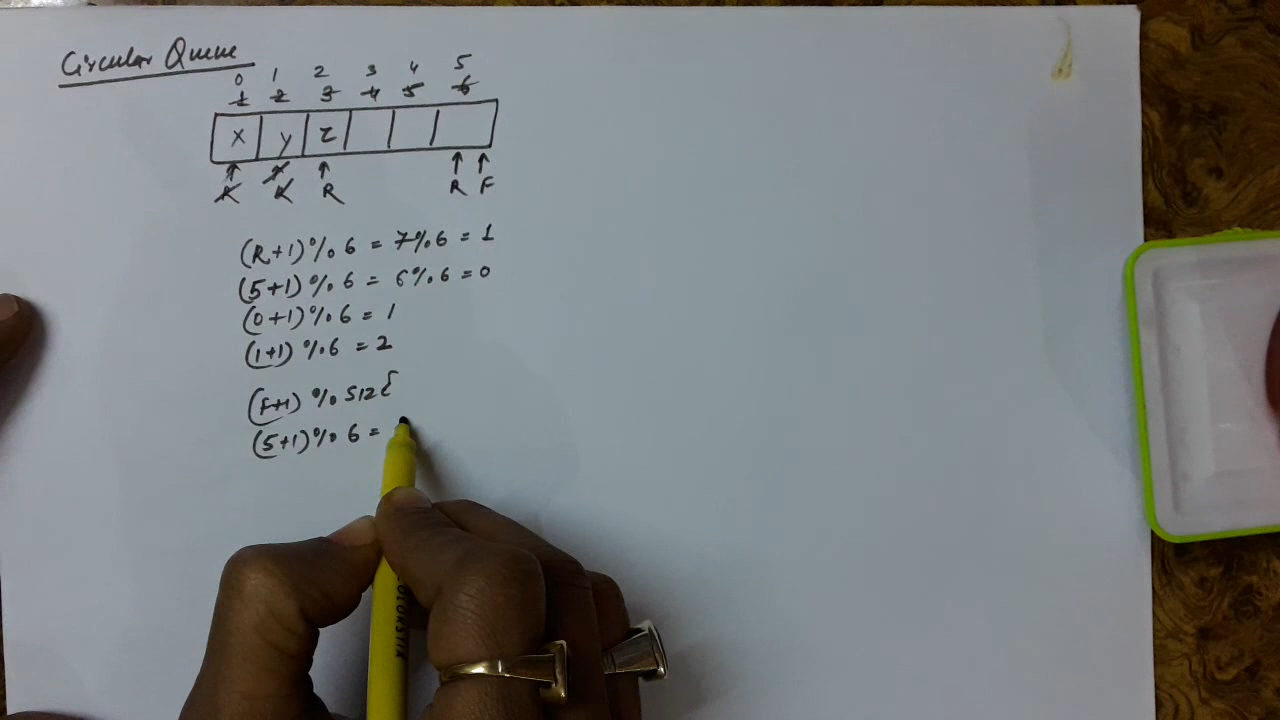 Circular Queue
0 1 2 3 4 5
1 2 3 4 5 6
x y z
R R R R F
(R+1)%6 = 7%6 = 1
(5+1)%6 = 6%6 = 0
(0+1)%6 = 1
(1+1)%6 = 2
(f+1)%SIZE
(5+1)%6 =